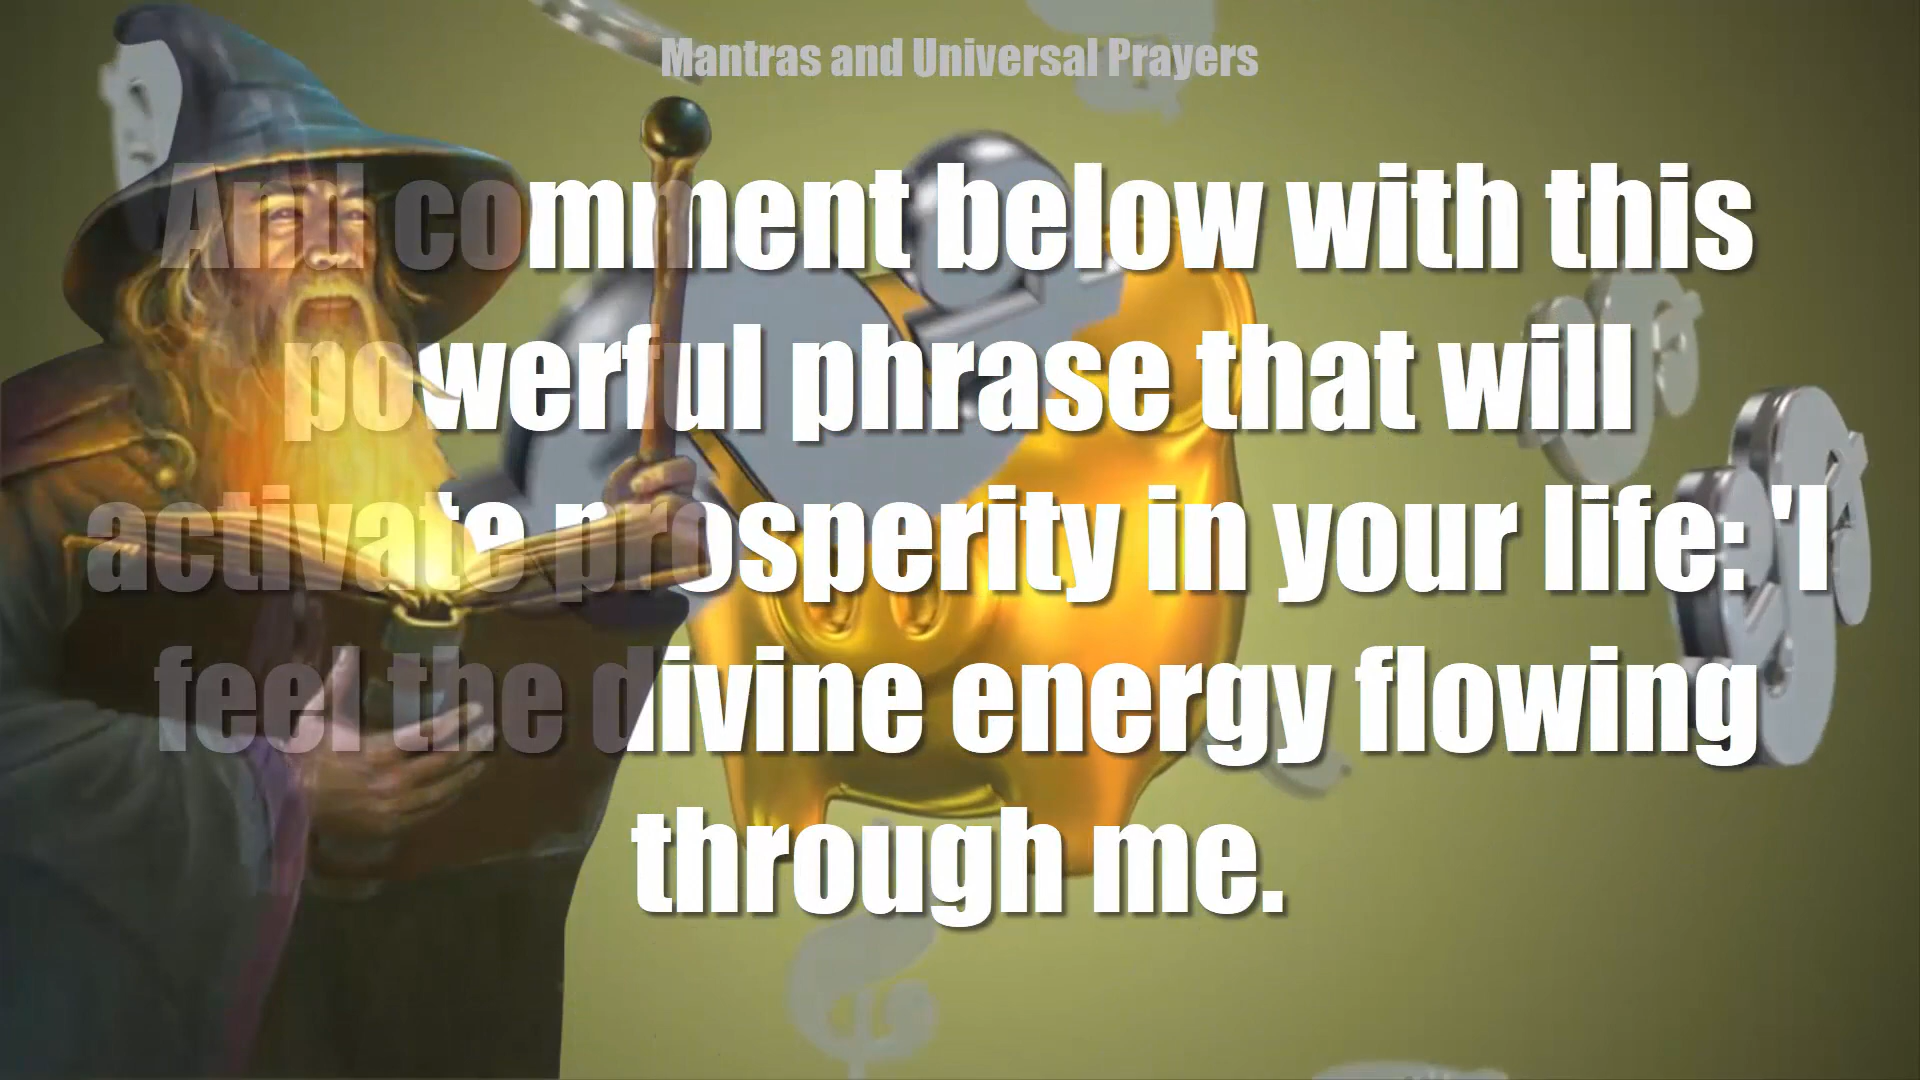 Mantras and Universal Prayers
And comment below with this
powerful phrase that will
activate prosperity in your life: 'I
feel the divine energy flowing
through me.